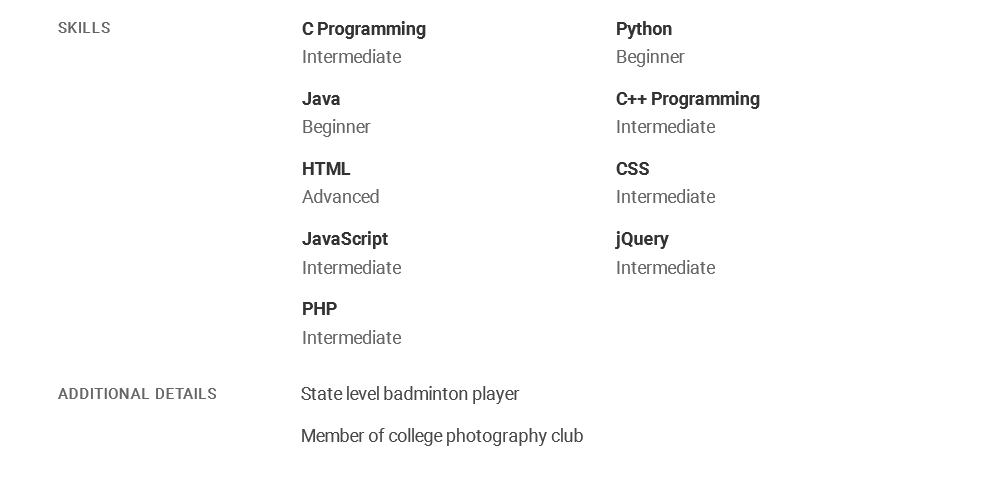 SKILLS
C Programming
Intermediate
Python
Beginner
Java
Beginner
C++ Programming
Intermediate
HTML
Advanced
CSS
Intermediate
JavaScript
Intermediate
jQuery
Intermediate
PHP
Intermediate
ADDITIONAL DETAILS
State level badminton player
Member of college photography club